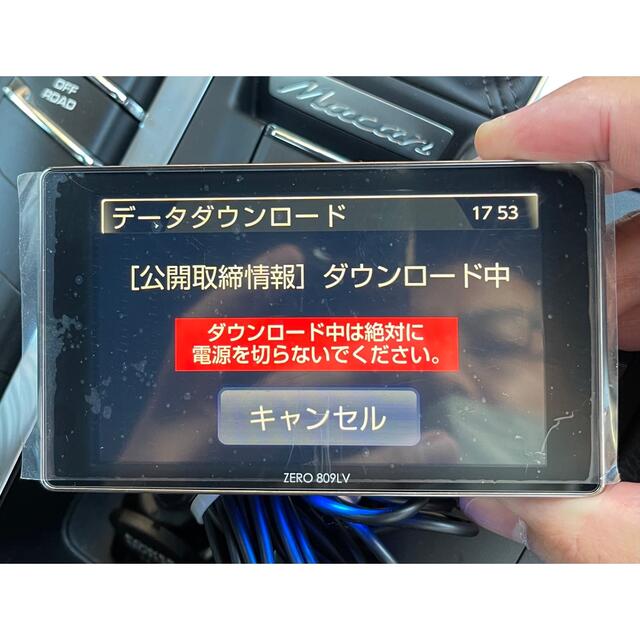 OFF
ROAD
Macan
データダウンロード 17 53
[公開取締情報] ダウンロード中
ダウンロード中は絶対に
電源を切らないでください。
キャンセル
ZERO 809LV